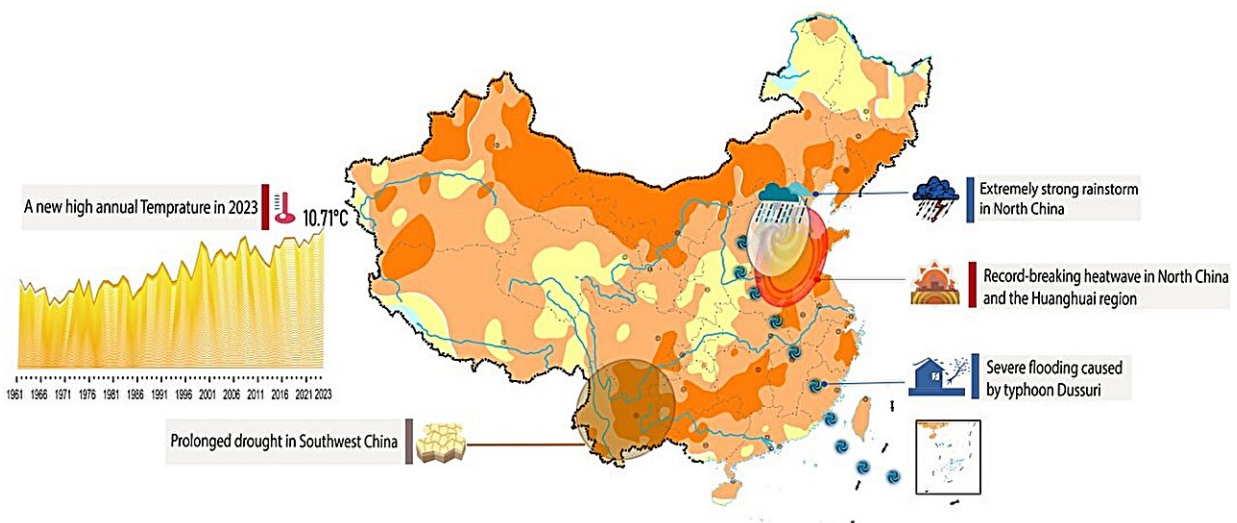 A new high annual Temprature in 2023
10.71°C
1961 1966 1971 1976 1981 1986 1991 1996 2001 2006 2011 2016 2021 2023
Prolonged drought in Southwest China
Extremely strong rainstorm
in North China
Record-breaking heatwave in North China
and the Huanghuai region
Severe flooding caused
by typhoon Dussuri